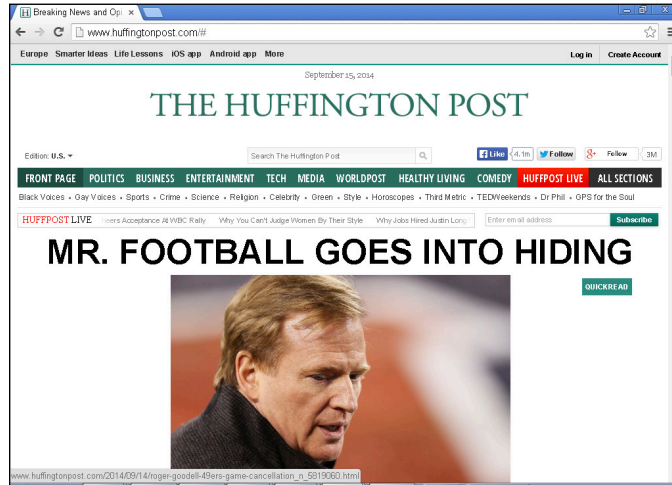 Breaking News and Opi
www.huffingtonpost.com/#
Europe Smarter Ideas Life Lessons iOS app Android app More Log in Create Account
September 15, 2014
THE HUFFINGTON POST
Edition: U.S. Search The Huffington Post Like 4.1m Follow 8+ Follow 3M
FRONT PAGE POLITICS BUSINESS ENTERTAINMENT TECH MEDIA WORLDPOST HEALTHY LIVING COMEDY HUFFPOST LIVE ALL SECTIONS
Black Voices • Gay Voices • Sports • Crime • Science • Religion • Celebrity • Green • Style • Horoscopes • Third Metric • TEDWeekends • Dr Phil • GPS for the Soul
HUFFPOST LIVE eers Acceptance At WBC Rally Why You Can't Judge Women By Their Style Why Jobs Hired Justin Long Enter email address Subscribe
MR. FOOTBALL GOES INTO HIDING
QUICKREAD
www.huffingtonpost.com/2014/09/14/roger-goodell-49ers-game-cancellation_n_5819060.html